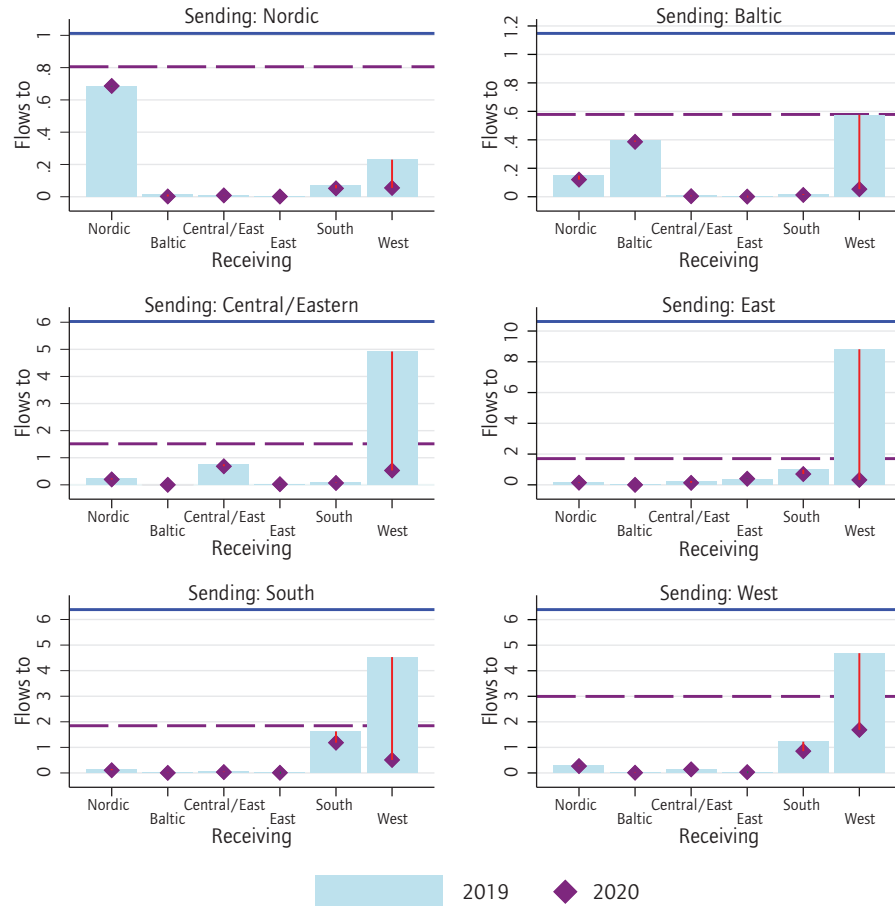 Sending: Nordic
Flows to
1
.8
.6
.4
.2
0
Nordic
Baltic
Central/East
East
South
West
Receiving
Sending: Baltic
Flows to
1.2
1
.8
.6
.4
.2
0
Nordic
Baltic
Central/East
East
South
West
Receiving
Sending: Central/Eastern
Flows to
6
5
4
3
2
1
0
Nordic
Baltic
Central/East
East
South
West
Receiving
Sending: East
Flows to
10
8
6
4
2
0
Nordic
Baltic
Central/East
East
South
West
Receiving
Sending: South
Flows to
6
5
4
3
2
1
0
Nordic
Baltic
Central/East
East
South
West
Receiving
Sending: West
Flows to
6
5
4
3
2
1
0
Nordic
Baltic
Central/East
East
South
West
Receiving
2019
2020